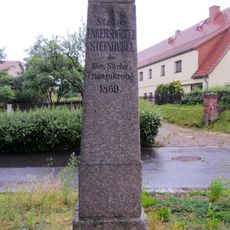 Station
STEINHÜBEL
der
Kön. Sächs.
Triangulirung
1869